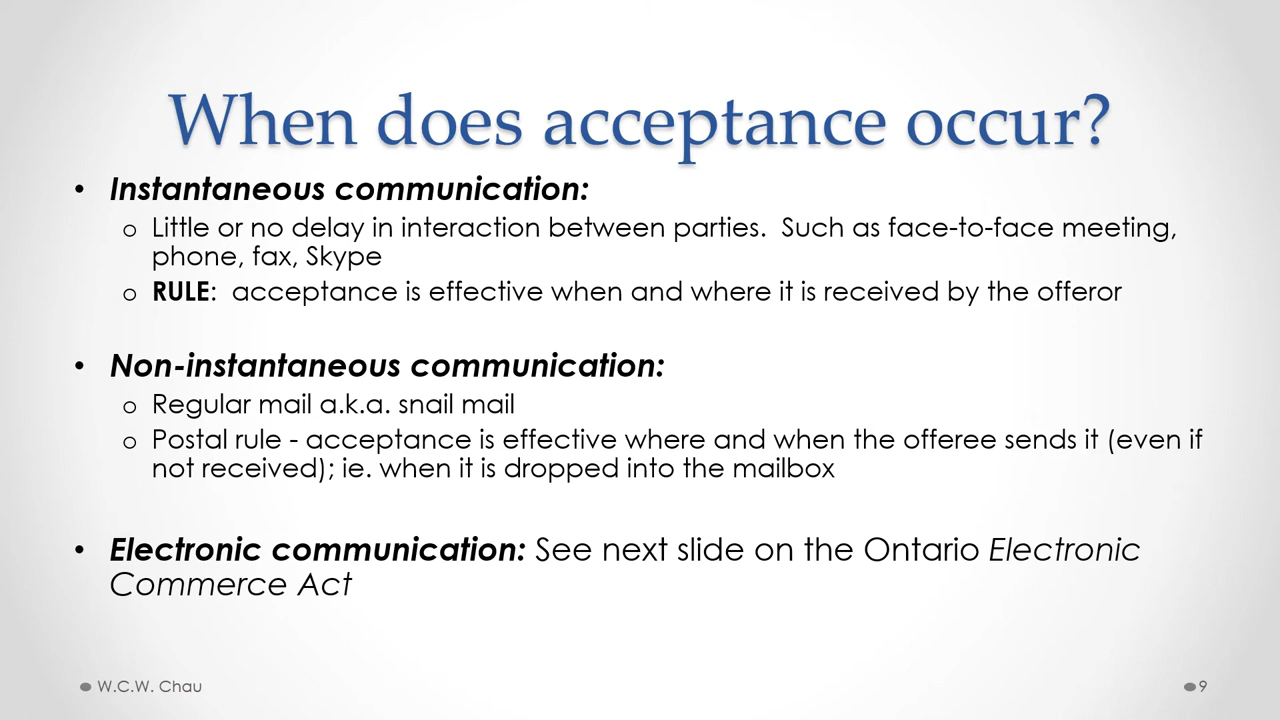 When does acceptance occur?
• Instantaneous communication:
o Little or no delay in interaction between parties.  Such as face-to-face meeting,
phone, fax, Skype
o RULE:  acceptance is effective when and where it is received by the offeror
• Non-instantaneous communication:
o Regular mail a.k.a. snail mail
o Postal rule - acceptance is effective where and when the offeree sends it (even if
not received); ie. when it is dropped into the mailbox
• Electronic communication: See next slide on the Ontario Electronic
Commerce Act
W.C.W. Chau
9